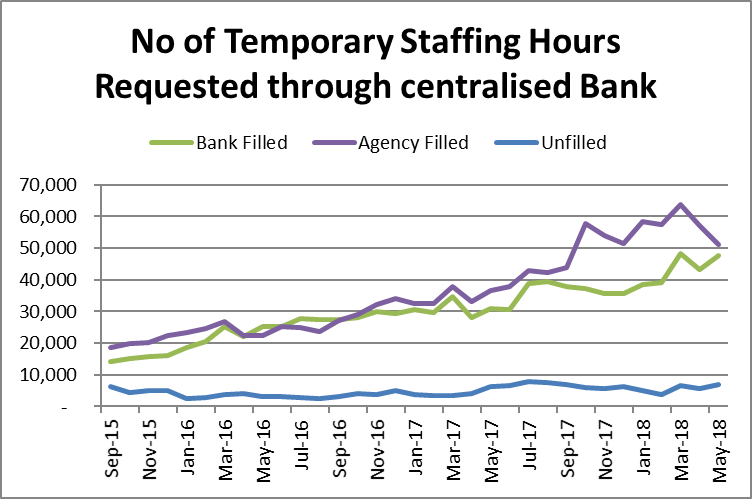 No of Temporary Staffing Hours
Requested through centralised Bank
Bank Filled Agency Filled Unfilled
70,000
60,000
50,000
40,000
30,000
20,000
10,000
-
Sep-15
Nov-15
Jan-16
Mar-16
May-16
Jul-16
Sep-16
Nov-16
Jan-17
Mar-17
May-17
Jul-17
Sep-17
Nov-17
Jan-18
Mar-18
May-18